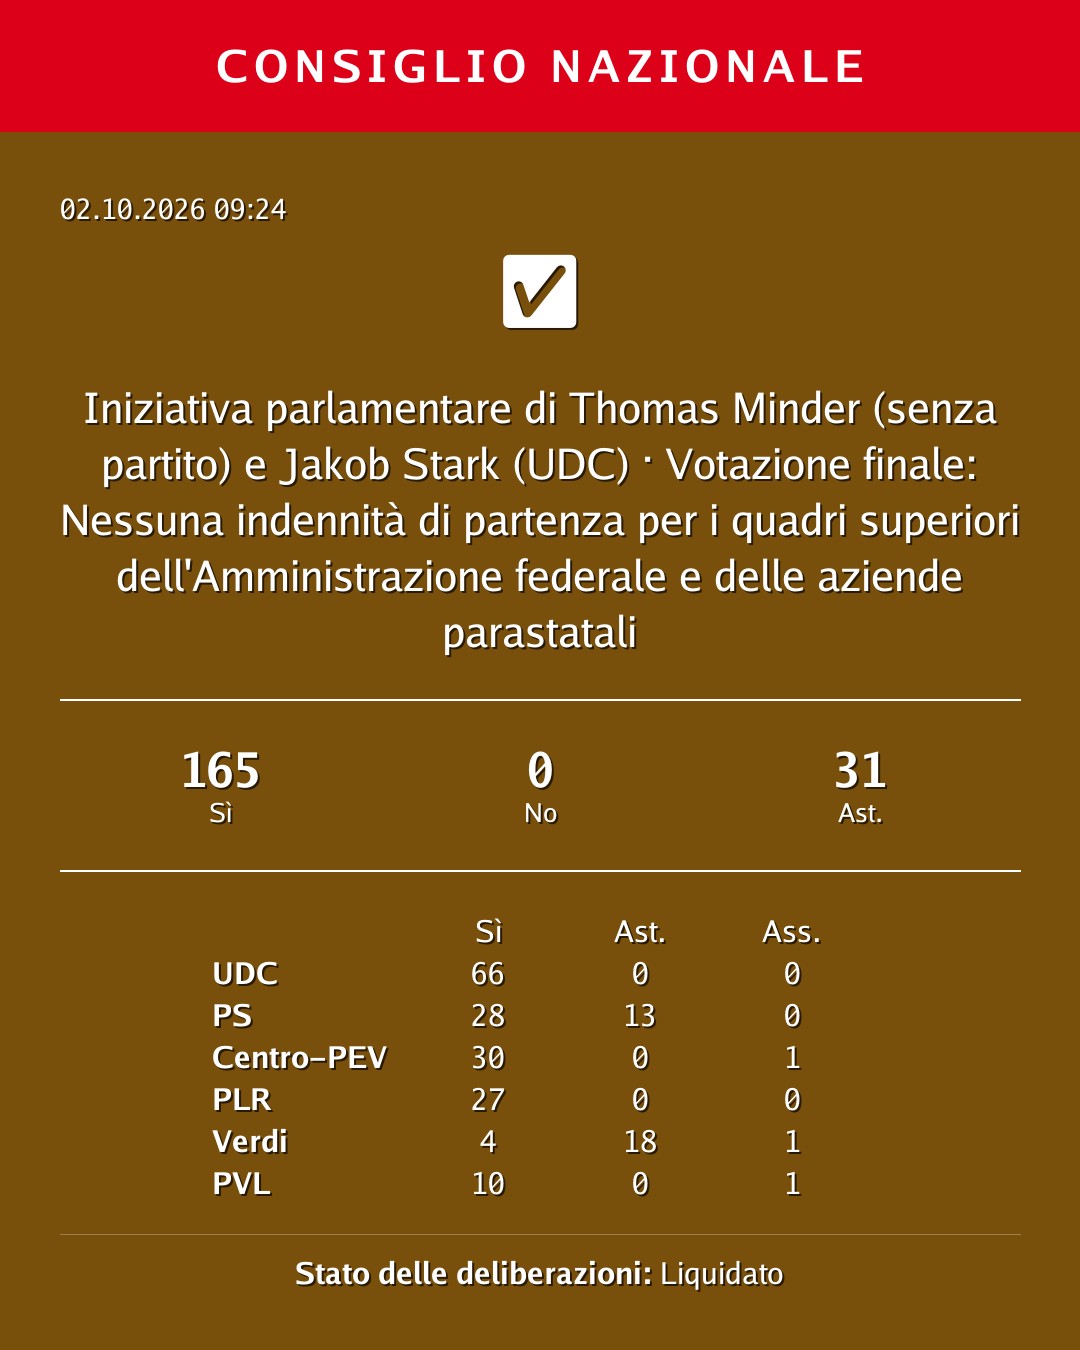 CONSIGLIO NAZIONALE
02.10.2026 09:24
Iniziativa parlamentare di Thomas Minder (senza
partito) e Jakob Stark (UDC) · Votazione finale:
Nessuna indennità di partenza per i quadri superiori
dell'Amministrazione federale e delle aziende
parastatali
165 0 31
Sì No Ast.
Sì Ast. Ass.
UDC 66 0 0
PS 28 13 0
Centro-PEV 30 0 1
PLR 27 0 0
Verdi 4 18 1
PVL 10 0 1
Stato delle deliberazioni: Liquidato